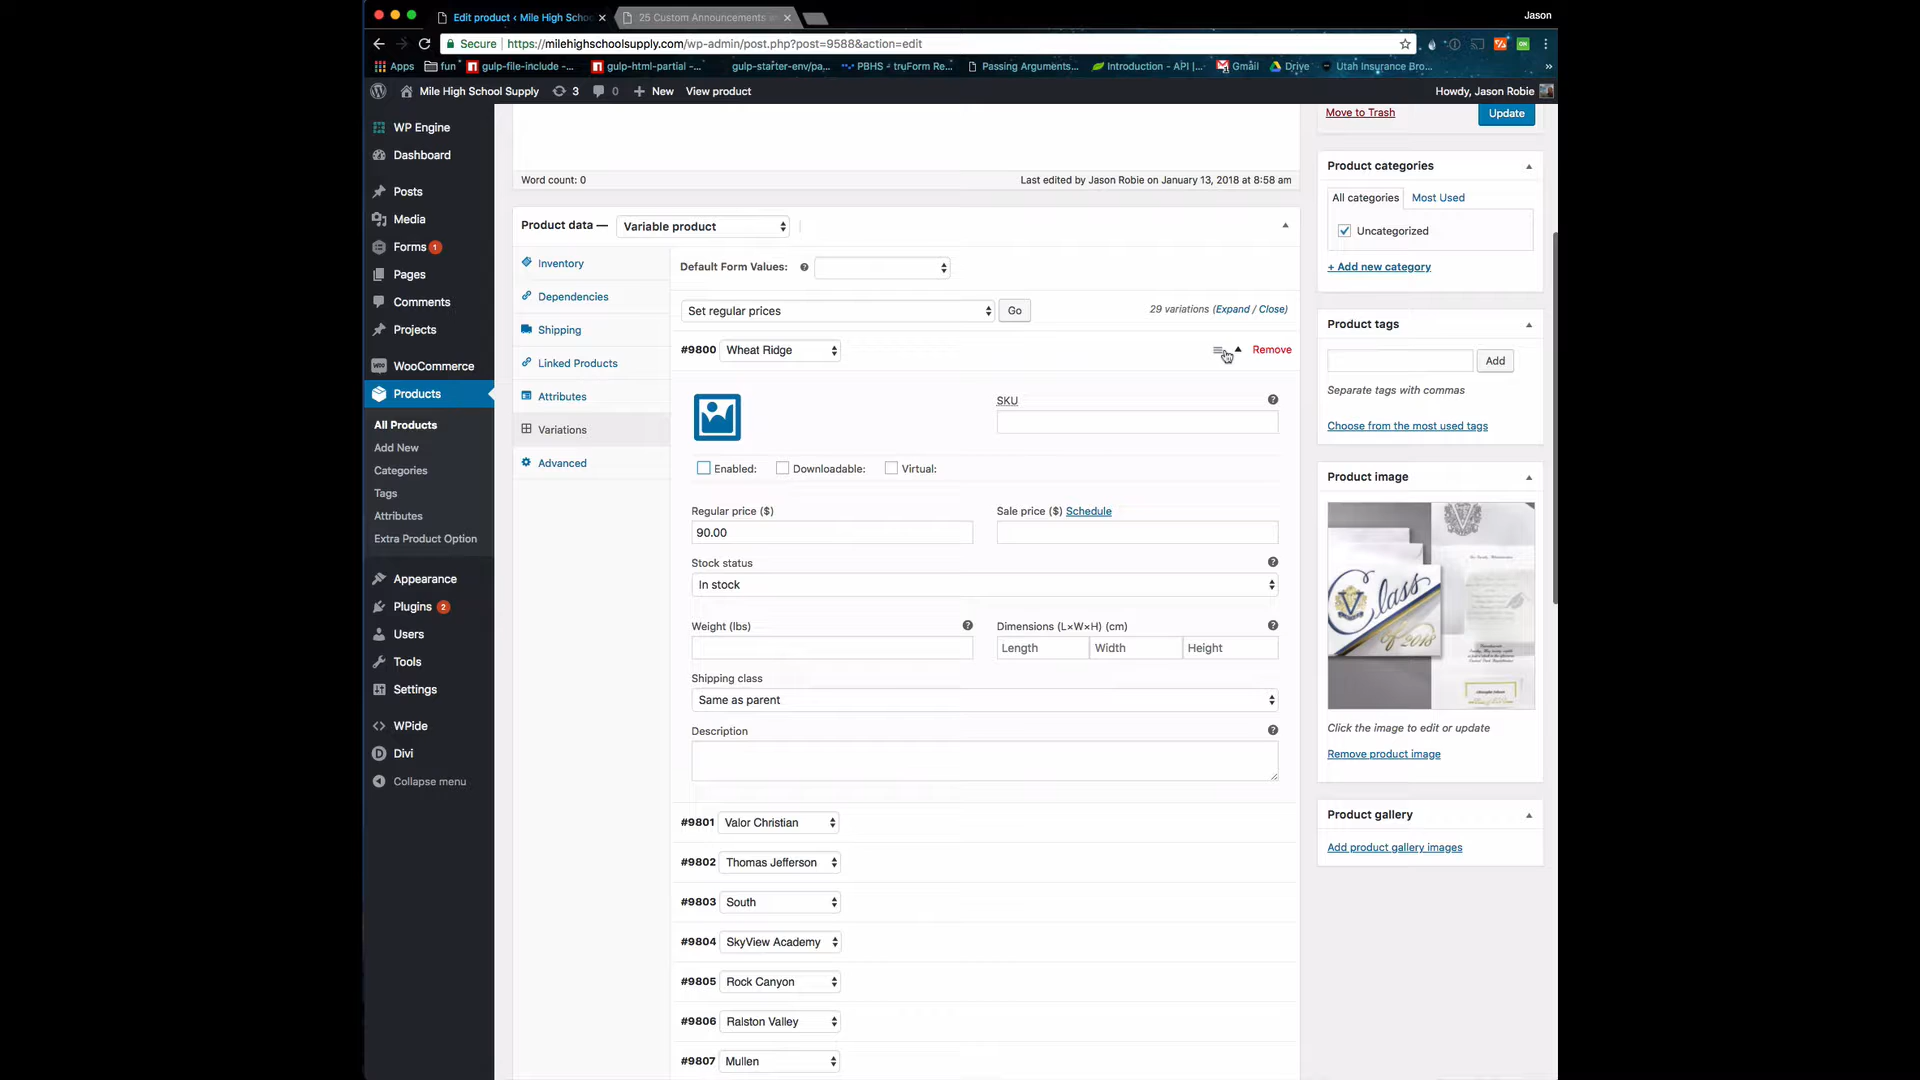 Edit product ‹ Mile High Schoo
25 Custom Announcements a
Jason
Secure
https://milehighschoolsupply.com/wp-admin/post.php?post=9588&action=edit
Apps
fun
gulp-file-include -...
gulp-html-partial -...
gulp-starter-env/pa...
PBHS - truForm Re...
Passing Arguments...
Introduction - API |...
Gmail
Drive
Utah Insurance Bro...
»
Mile High School Supply
3
0
New
View product
Howdy, Jason Robie
WP Engine
Dashboard
Posts
Media
Forms 1
Pages
Comments
Projects
WooCommerce
Products
All Products
Add New
Categories
Tags
Attributes
Extra Product Option
Appearance
Plugins 2
Users
Tools
Settings
WPide
Divi
Collapse menu
Word count: 0
Last edited by Jason Robie on January 13, 2018 at 8:58 am
Product data —
Variable product
Inventory
Dependencies
Shipping
Linked Products
Attributes
Variations
Advanced
Default Form Values:
Set regular prices
Go
29 variations (Expand / Close)
#9800
Wheat Ridge
Remove
SKU
Enabled:
Downloadable:
Virtual:
Regular price ($)
90.00
Sale price ($) Schedule
Stock status
In stock
Weight (lbs)
Dimensions (L×W×H) (cm)
Length
Width
Height
Shipping class
Same as parent
Description
#9801
Valor Christian
#9802
Thomas Jefferson
#9803
South
#9804
SkyView Academy
#9805
Rock Canyon
#9806
Ralston Valley
#9807
Mullen
Move to Trash
Update
Product categories
All categories
Most Used
Uncategorized
+ Add new category
Product tags
Add
Separate tags with commas
Choose from the most used tags
Product image
Class
of 2018
Click the image to edit or update
Remove product image
Product gallery
Add product gallery images